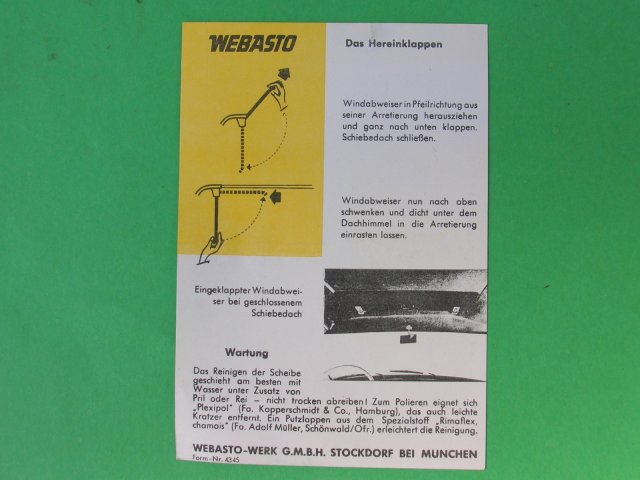 WEBASTO
Das Hereinklappen
Windabweiser in Pfeilrichtung aus
seiner Arretierung herausziehen
und ganz nach unten klappen.
Schiebedach schließen.
Windabweiser nun nach oben
schwenken und dicht unter dem
Dachhimmel in die Arretierung
einrasten lassen.
Eingeklappter Windabwei-
ser bei geschlossenem
Schiebedach
Wartung
Das Reinigen der Scheibe
geschieht am besten mit
Wasser unter Zusatz von
Pril oder Rei – nicht trocken abreiben! Zum Polieren eignet sich
„Plexipol" (Fa. Kopperschmidt & Co., Hamburg), das auch leichte
Kratzer entfernt. Ein Putzlappen aus dem Spezialstoff „Rimaflex,
chamois" (Fa. Adolf Müller, Schönwald/Ofr.) erleichtert die Reinigung.
WEBASTO-WERK G.M.B.H. STOCKDORF BEI MÜNCHEN
Form-Nr. 4345